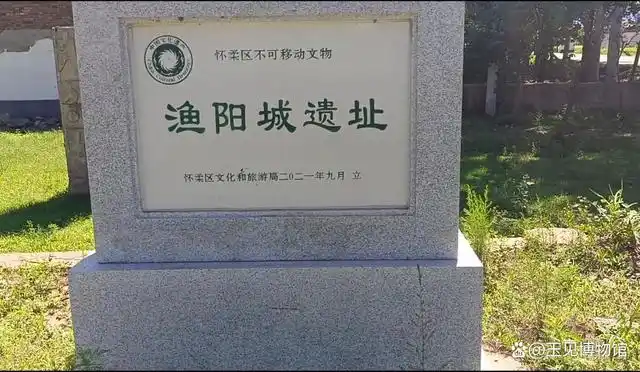 怀柔区不可移动文物
渔阳城遗址
怀柔区文化和旅游局二〇二一年九月 立
@玉见博物馆